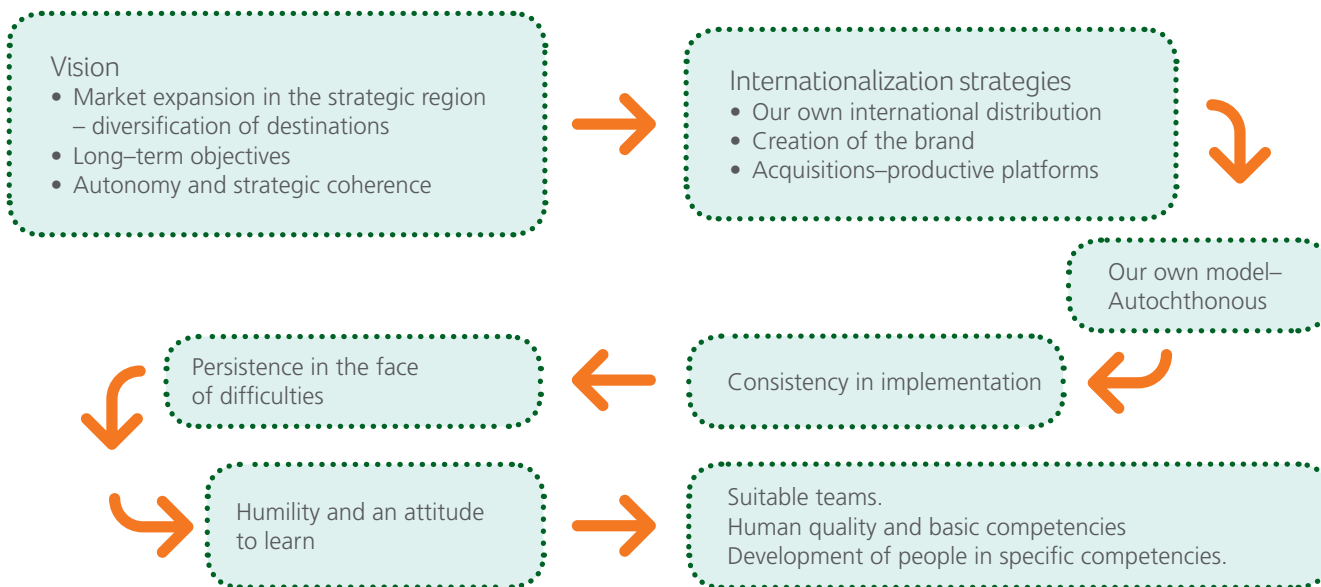 Vision
• Market expansion in the strategic region
– diversification of destinations
• Long–term objectives
• Autonomy and strategic coherence
Internationalization strategies
• Our own international distribution
• Creation of the brand
• Acquisitions–productive platforms
Our own model–
Autochthonous
Consistency in implementation
Persistence in the face
of difficulties
Humility and an attitude
to learn
Suitable teams.
Human quality and basic competencies
Development of people in specific competencies.